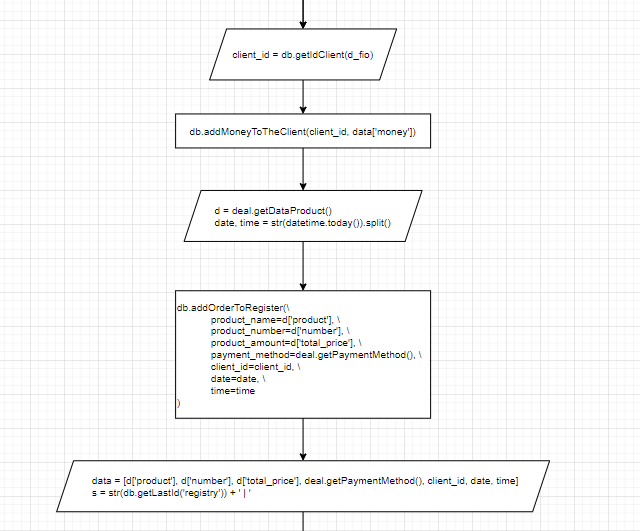 client_id = db.getIdClient(d_fio)
db.addMoneyToTheClient(client_id, data['money'])
d = deal.getDataProduct()
date, time = str(datetime.today()).split()
db.addOrderToRegister(\
product_name=d['product'], \
product_number=d['number'], \
product_amount=d['total_price'], \
payment_method=deal.getPaymentMethod(), \
client_id=client_id, \
date=date, \
time=time
)
data = [d['product'], d['number'], d['total_price'], deal.getPaymentMethod(), client_id, date, time]
s = str(db.getLastId('registry')) + ' | '